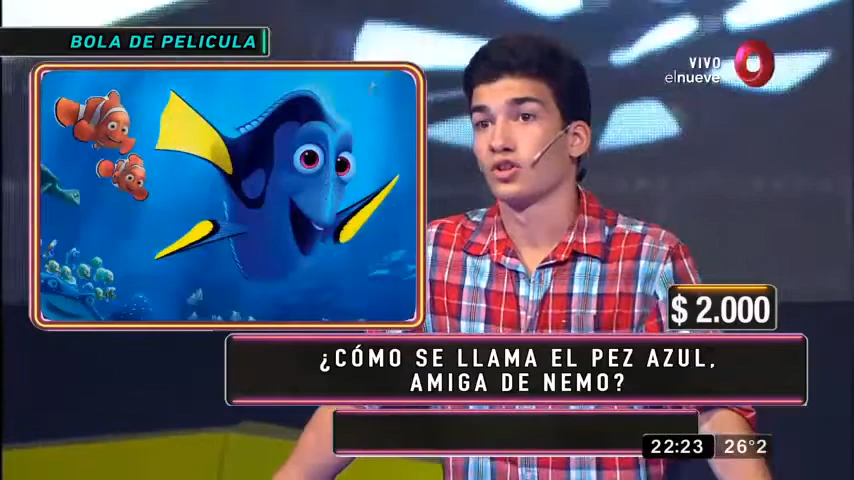 BOLA DE PELICULA
VIVO
elnueve
$ 2.000
¿CÓMO SE LLAMA EL PEZ AZUL,
AMIGA DE NEMO?
22:23 26°2